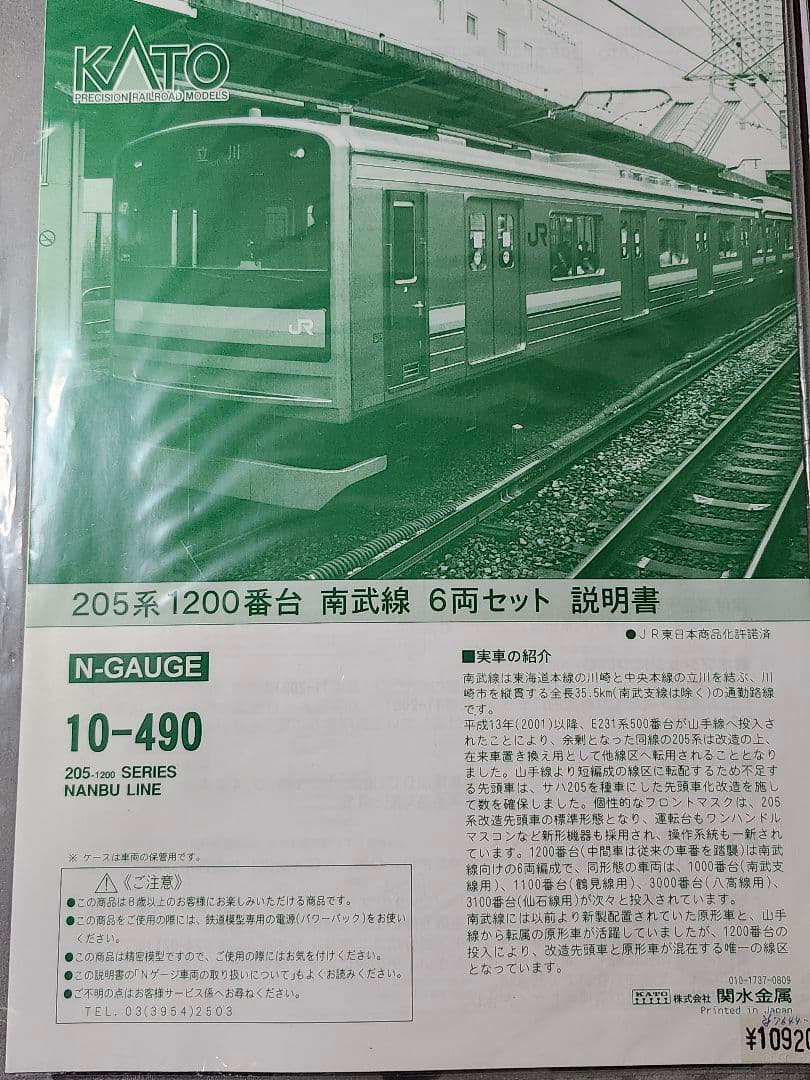 KATO
PRECISION RAILROAD MODELS
立川
JR
JR
205系1200番台 南武線 6両セット 説明書
●JR東日本商品化許諾済
N-GAUGE
10-490
205-1200 SERIES
NANBU LINE
■実車の紹介
南武線は東海道本線の川崎と中央本線の立川を結ぶ、川
崎市を縦貫する全長35.5km(南武支線は除く)の通勤路線
です。
平成13年(2001)以降、E231系500番台が山手線へ投入さ
れたことにより、余剰となった同線の205系は改造の上、
在来車置き換え用として他線区へ転用されることとなり
ました。山手線より短編成の線区に転配するため不足す
る先頭車は、サハ205を種車にした先頭車化改造を施し
て数を確保しました。個性的なフロントマスクは、205
系改造先頭車の標準形態となり、運転台もワンハンドル
マスコンなど新形機器も採用され、操作系統も一新され
ています。1200番台(中間車は従来の車番を踏襲)は南武
線向けの6両編成で、同形態の車両は、1000番台(南武支
線用)、1100番台(鶴見線用)、3000番台(八高線用)、
3100番台(仙石線用)が次々と投入されています。
南武線には以前より新製配置されていた原形車と、山手
線から転属の原形車が活躍していましたが、1200番台の
投入により、改造先頭車と原形車が混在する唯一の線区
となっています。
※ ケースは車両の保管用です。
《ご注意》
●この商品は8歳以上のお客様にお楽しみいただける商品です。
●この商品をご使用の際には、鉄道模型専用の電源(パワーパック)をお使い
ください。
●この商品は精密模型ですので、ご使用の際にはお気を付けください。
●この説明書の「Nゲージ車両の取り扱いについて」もよくお読みください。
●ご不明の点はお客様サービス係へお尋ねください。
TEL. 03(3954)2503
010-1737-0809
KATO 株式会社 関水金属
Printed in Japan
¥10920